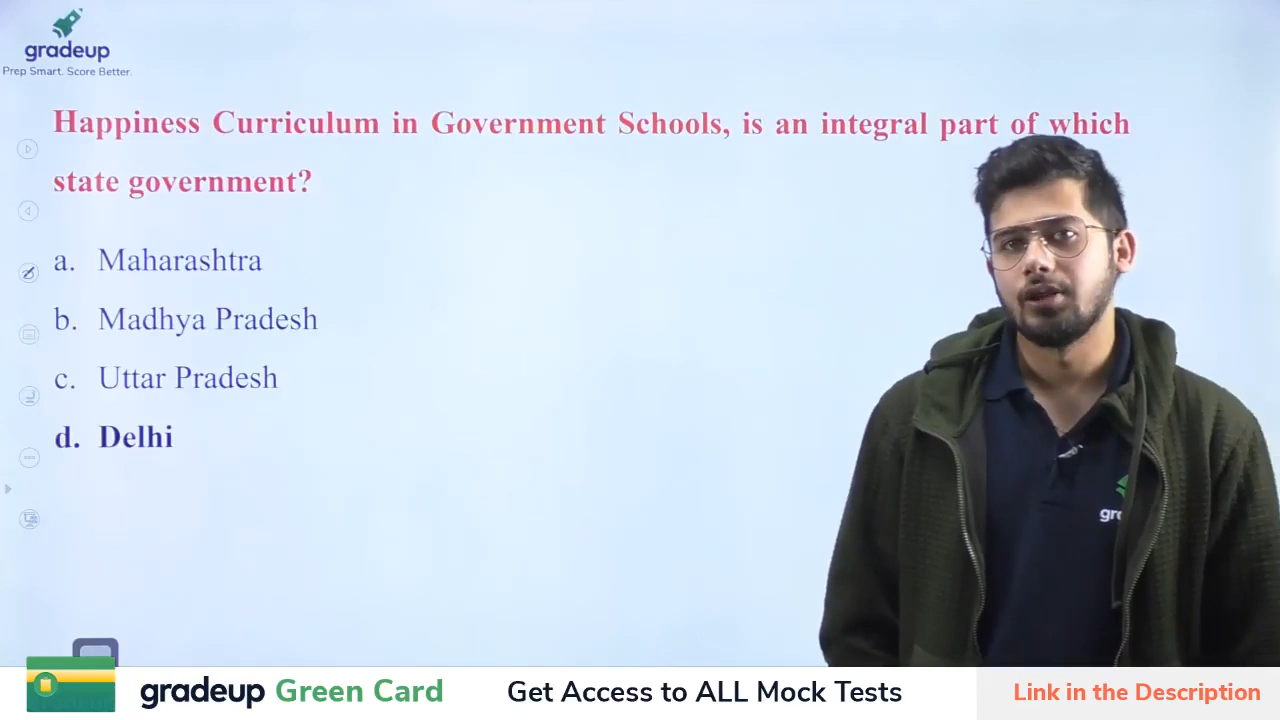 gradeup
Prep Smart. Score Better.
Happiness Curriculum in Government Schools, is an integral part of which
state government?
a. Maharashtra
b. Madhya Pradesh
c. Uttar Pradesh
d. Delhi
gradeup Green Card Get Access to ALL Mock Tests Link in the Description